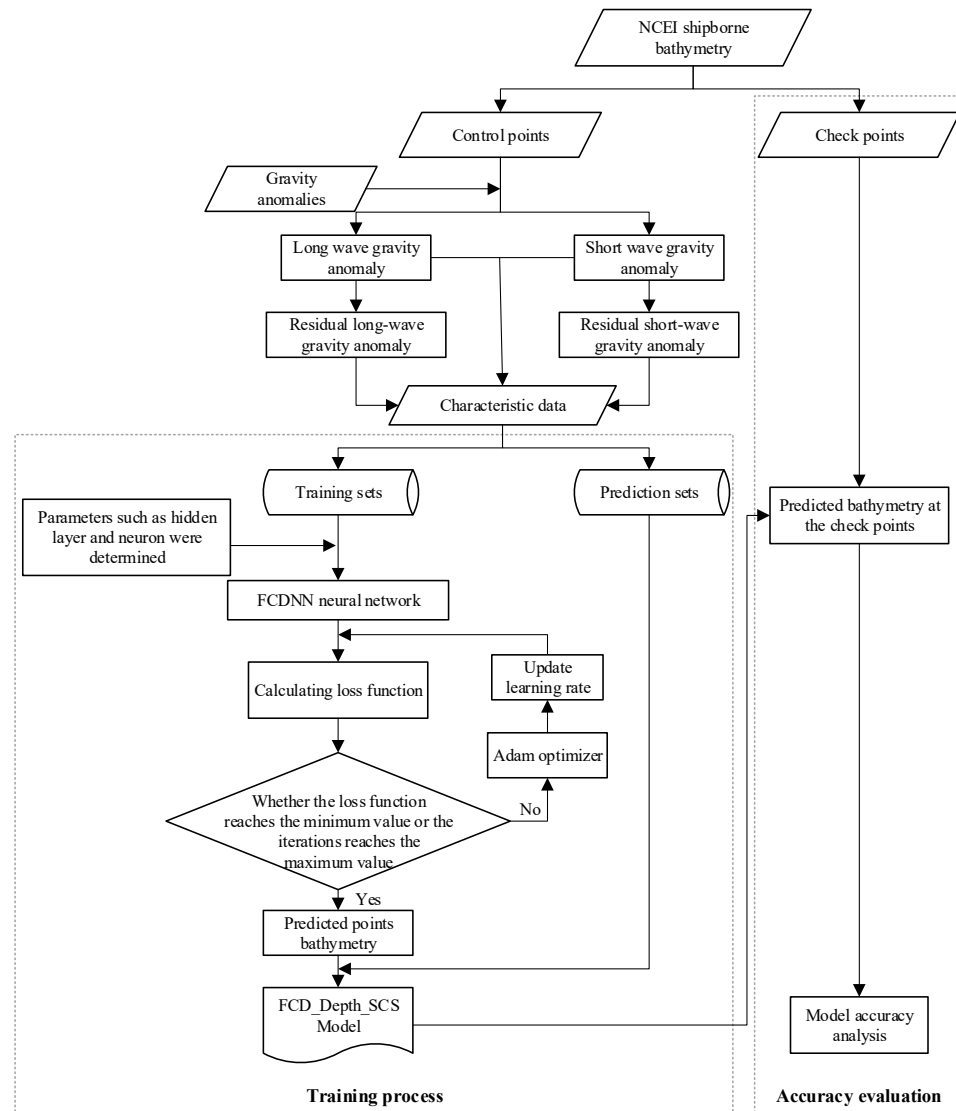 NCEI shipborne
bathymetry
Control points
Check points
Gravity
anomalies
Long wave gravity
anomaly
Short wave gravity
anomaly
Residual long-wave
gravity anomaly
Residual short-wave
gravity anomaly
Characteristic data
Training sets
Prediction sets
Parameters such as hidden
layer and neuron were
determined
Predicted bathymetry at
the check points
FCDNN neural network
Update
learning rate
Calculating loss function
Adam optimizer
Whether the loss function
reaches the minimum value or the
iterations reaches the
maximum value
No
Yes
Predicted points
bathymetry
FCD_Depth_SCS
Model
Model accuracy
analysis
Training process
Accuracy evaluation